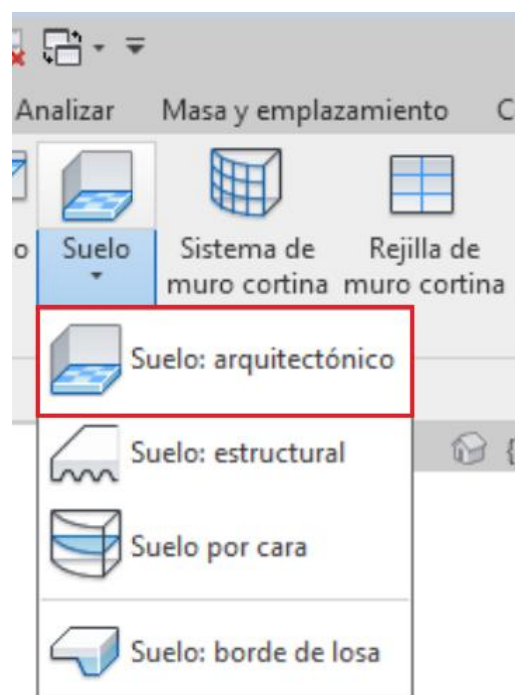 Analizar Masa y emplazamiento C
o Suelo Sistema de muro cortina Rejilla de muro cortina
Suelo: arquitectónico
{
Suelo: estructural
Suelo por cara
Suelo: borde de losa